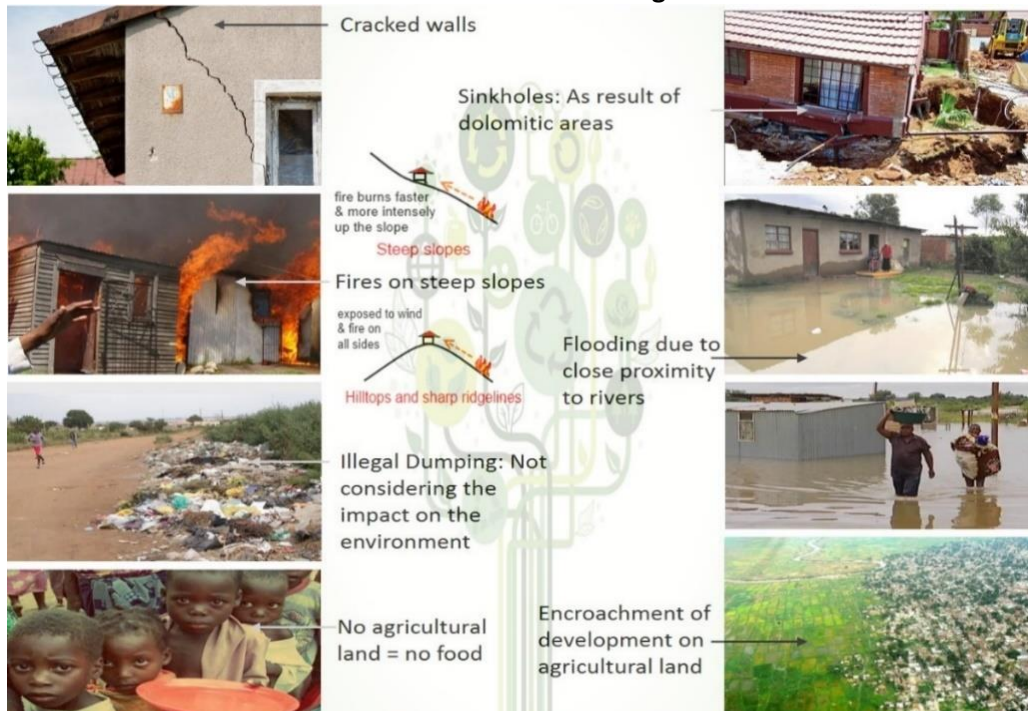 Cracked walls
Sinkholes: As result of
dolomitic areas
fire burns faster
& more intensely
up the slope
Steep slopes
Fires on steep slopes
exposed to wind
& fire on
all sides
Hilltops and sharp ridgelines
Flooding due to
close proximity
to rivers
Illegal Dumping: Not
considering the
impact on the
environment
No agricultural
land = no food
Encroachment of
development on
agricultural land